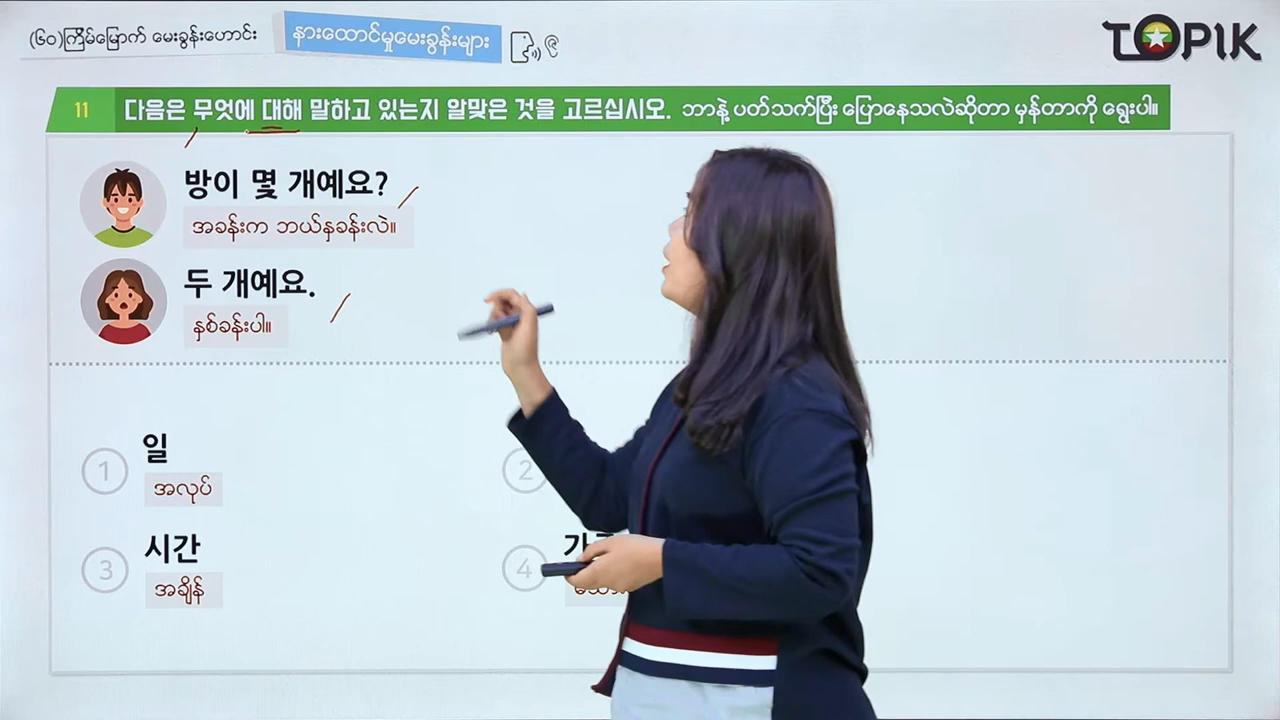 (၆၀)ကြိမ်မြောက် မေးခွန်းဟောင်း
နားထောင်မှုမေးခွန်းများ
TOPIK
11 다음은 무엇에 대해 말하고 있는지 알맞은 것을 고르십시오. ဘာနဲ့ ပတ်သက်ပြီး ပြောနေသလဲဆိုတာ မှန်တာကို ရွေးပါ။
방이 몇 개예요?
အခန်းက ဘယ်နှခန်းလဲ။
두 개예요.
နှစ်ခန်းပါ။
1 일
အလုပ်
2
3 시간
အချိန်
4